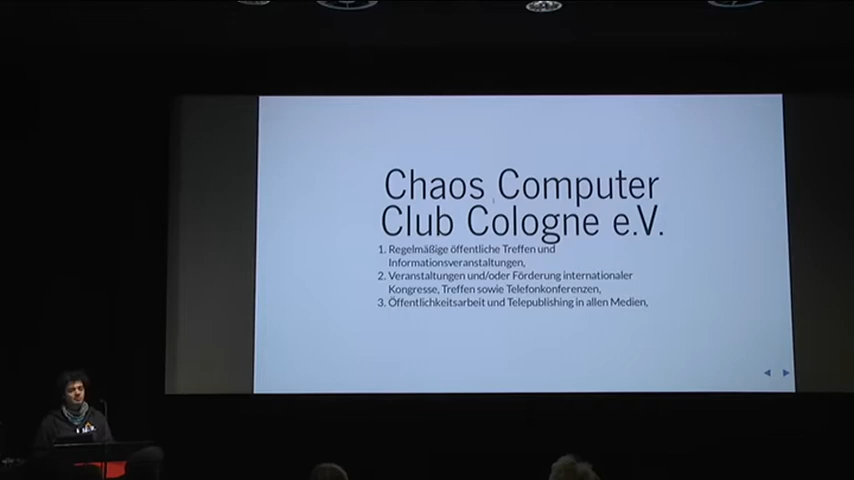 Chaos Computer
Club Cologne e.V.
1. Regelmäßige öffentliche Treffen und
Informationsveranstaltungen,
2. Veranstaltungen und/oder Förderung internationaler
Kongresse, Treffen sowie Telefonkonferenzen,
3. Öffentlichkeitsarbeit und Telepublishing in allen Medien,